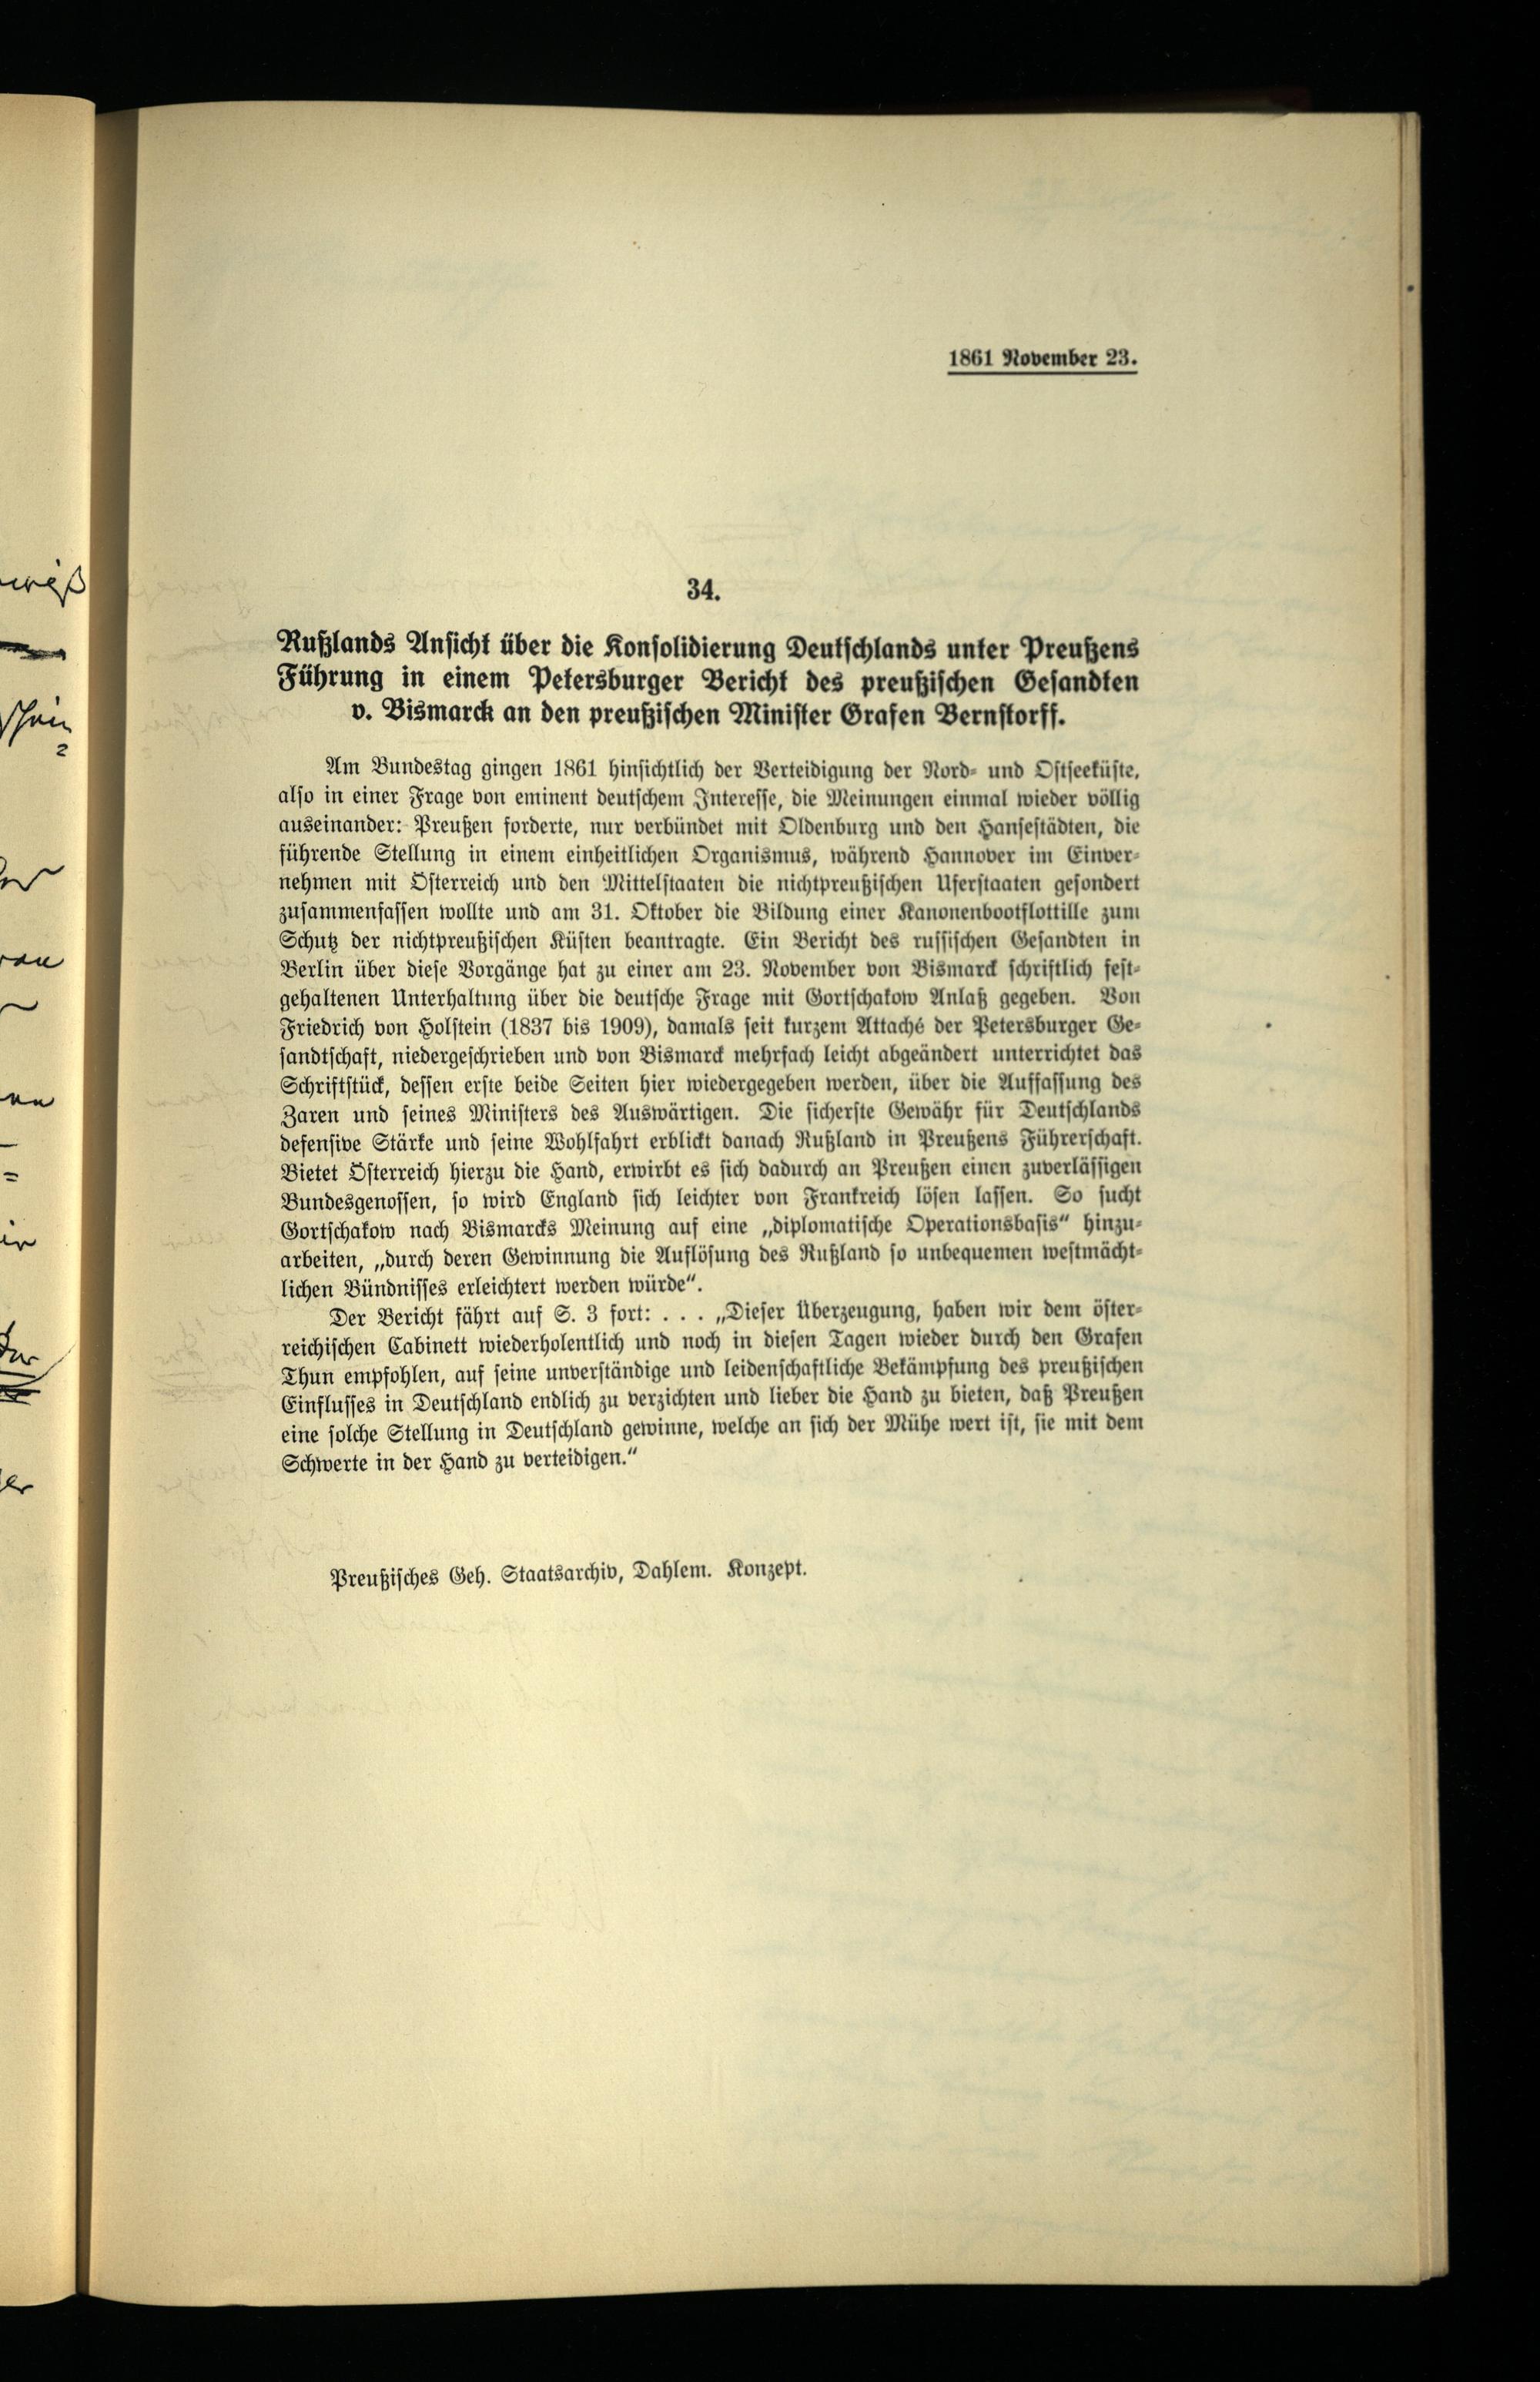 1861 November 23.
34.
Rußlands Ansicht über die Konsolidierung Deutschlands unter Preußens
Führung in einem Petersburger Bericht des preußischen Gesandten
v. Bismarck an den preußischen Minister Grafen Bernstorff.
Am Bundestag gingen 1861 hinsichtlich der Verteidigung der Nord- und Ostseeküste,
also in einer Frage von eminent deutschem Interesse, die Meinungen einmal wieder völlig
auseinander: Preußen forderte, nur verbündet mit Oldenburg und den Hansestädten, die
führende Stellung in einem einheitlichen Organismus, während Hannover im Einver-
nehmen mit Österreich und den Mittelstaaten die nichtpreußischen Uferstaaten gesondert
zusammenfassen wollte und am 31. Oktober die Bildung einer Kanonenbootflottille zum
Schutz der nichtpreußischen Küsten beantragte. Ein Bericht des russischen Gesandten in
Berlin über diese Vorgänge hat zu einer am 23. November von Bismarck schriftlich fest-
gehaltenen Unterhaltung über die deutsche Frage mit Gortschakow Anlaß gegeben. Von
Friedrich von Holstein (1837 bis 1909), damals seit kurzem Attaché der Petersburger Ge-
sandtschaft, niedergeschrieben und von Bismarck mehrfach leicht abgeändert unterrichtet das
Schriftstück, dessen erste beide Seiten hier wiedergegeben werden, über die Auffassung des
Zaren und seines Ministers des Auswärtigen. Die sicherste Gewähr für Deutschlands
defensive Stärke und seine Wohlfahrt erblickt danach Rußland in Preußens Führerschaft.
Bietet Österreich hierzu die Hand, erwirbt es sich dadurch an Preußen einen zuverlässigen
Bundesgenossen, so wird England sich leichter von Frankreich lösen lassen. So sucht
Gortschakow nach Bismarcks Meinung auf eine „diplomatische Operationsbasis“ hinzu-
arbeiten, „durch deren Gewinnung die Auflösung des Rußland so unbequemen westmächt-
lichen Bündnisses erleichtert werden würde“.
Der Bericht fährt auf S. 3 fort: . . . „Dieser Überzeugung, haben wir dem öster-
reichischen Cabinett wiederholentlich und noch in diesen Tagen wieder durch den Grafen
Thun empfohlen, auf seine unverständige und leidenschaftliche Bekämpfung des preußischen
Einflusses in Deutschland endlich zu verzichten und lieber die Hand zu bieten, daß Preußen
eine solche Stellung in Deutschland gewinne, welche an sich der Mühe wert ist, sie mit dem
Schwerte in der Hand zu verteidigen.“
Preußisches Geh. Staatsarchiv, Dahlem. Konzept.